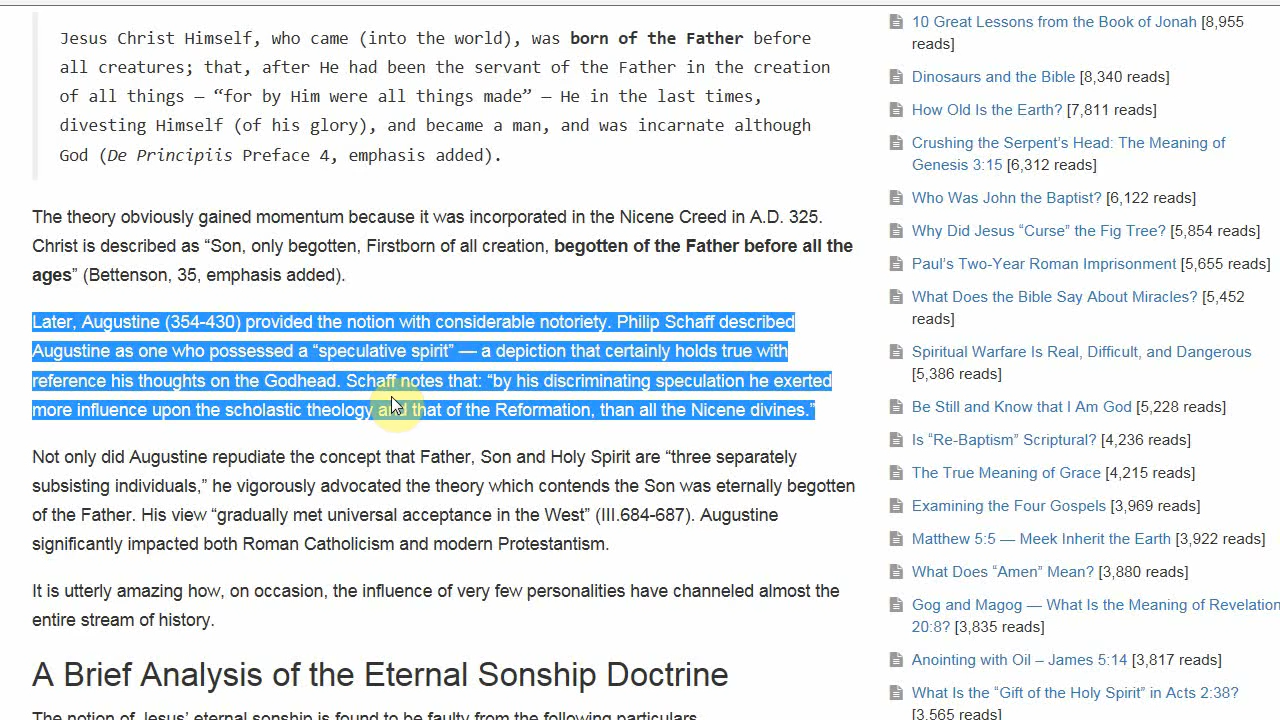 Jesus Christ Himself, who came (into the world), was born of the Father before
all creatures; that, after He had been the servant of the Father in the creation
of all things — “for by Him were all things made” — He in the last times,
divesting Himself (of his glory), and became a man, and was incarnate although
God (De Principiis Preface 4, emphasis added).
The theory obviously gained momentum because it was incorporated in the Nicene Creed in A.D. 325.
Christ is described as “Son, only begotten, Firstborn of all creation, begotten of the Father before all the
ages” (Bettenson, 35, emphasis added).
Later, Augustine (354-430) provided the notion with considerable notoriety. Philip Schaff described
Augustine as one who possessed a “speculative spirit” — a depiction that certainly holds true with
reference his thoughts on the Godhead. Schaff notes that: “by his discriminating speculation he exerted
more influence upon the scholastic theology and that of the Reformation, than all the Nicene divines.”
Not only did Augustine repudiate the concept that Father, Son and Holy Spirit are “three separately
subsisting individuals,” he vigorously advocated the theory which contends the Son was eternally begotten
of the Father. His view “gradually met universal acceptance in the West” (III.684-687). Augustine
significantly impacted both Roman Catholicism and modern Protestantism.
It is utterly amazing how, on occasion, the influence of very few personalities have channeled almost the
entire stream of history.
A Brief Analysis of the Eternal Sonship Doctrine
The notion of Jesus’ eternal sonship is found to be faulty from the following particulars.
10 Great Lessons from the Book of Jonah [8,955
reads]
Dinosaurs and the Bible [8,340 reads]
How Old Is the Earth? [7,811 reads]
Crushing the Serpent’s Head: The Meaning of
Genesis 3:15 [6,312 reads]
Who Was John the Baptist? [6,122 reads]
Why Did Jesus “Curse” the Fig Tree? [5,854 reads]
Paul’s Two-Year Roman Imprisonment [5,655 reads]
What Does the Bible Say About Miracles? [5,452
reads]
Spiritual Warfare Is Real, Difficult, and Dangerous
[5,386 reads]
Be Still and Know that I Am God [5,228 reads]
Is “Re-Baptism” Scriptural? [4,236 reads]
The True Meaning of Grace [4,215 reads]
Examining the Four Gospels [3,969 reads]
Matthew 5:5 — Meek Inherit the Earth [3,922 reads]
What Does “Amen” Mean? [3,880 reads]
Gog and Magog — What Is the Meaning of Revelation
20:8? [3,835 reads]
Anointing with Oil – James 5:14 [3,817 reads]
What Is the “Gift of the Holy Spirit” in Acts 2:38?
[3,565 reads]